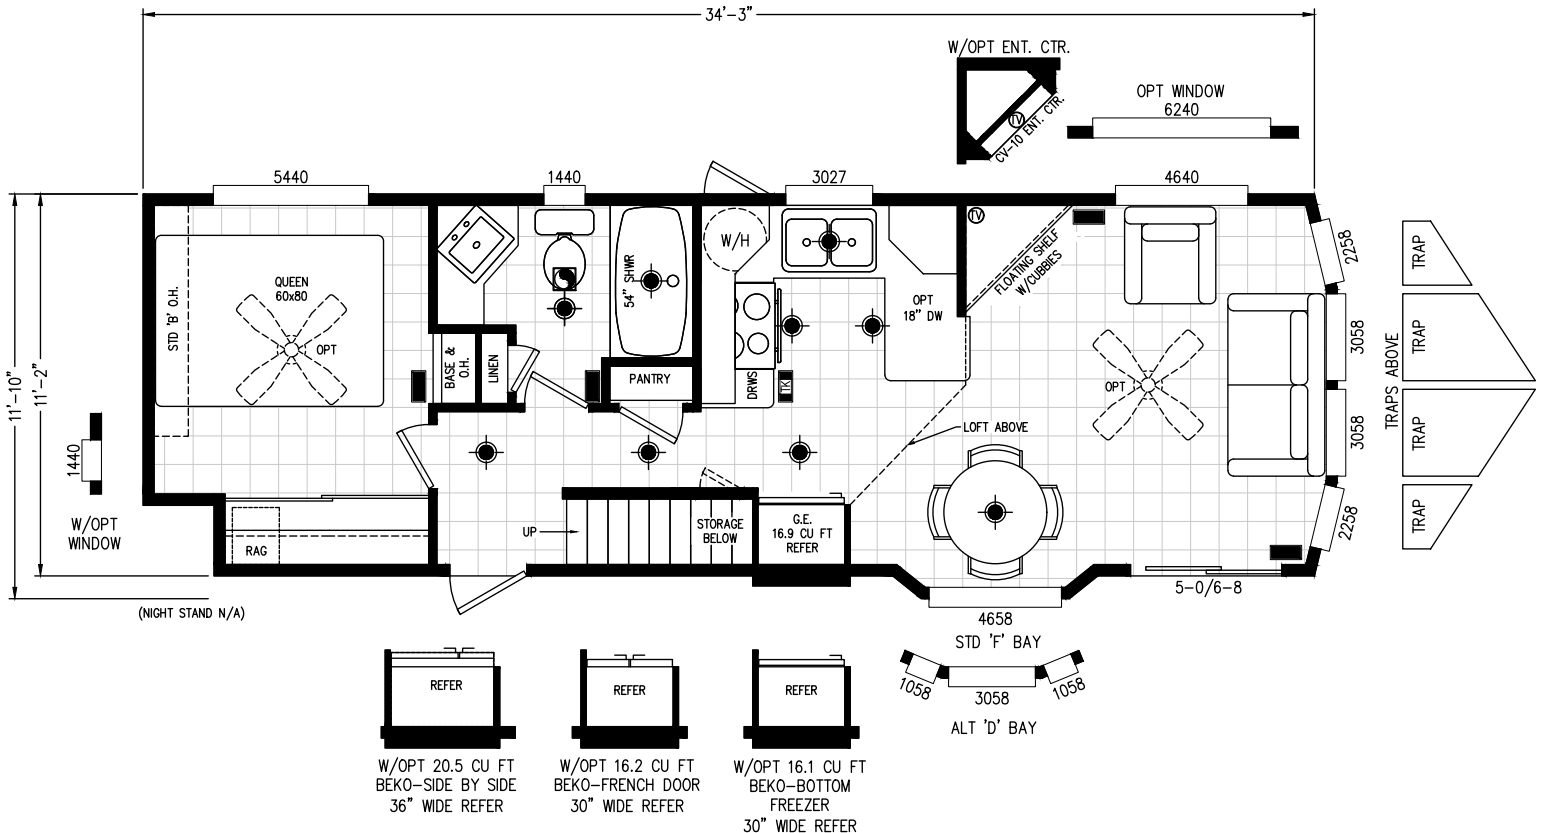 34'-3"
W/OPT ENT. CTR.
TV
CV-10 ENT. CTR.
OPT WINDOW
6240
5440
1440
3027
4640
11'-10"
11'-2"
STD 'B' O.H.
QUEEN
60x80
OPT
54" SHWR
W/H
OPT
18" DW
TV
FLOATING SHELF
W/CUBBIES
2258
3058
3058
2258
TRAP
TRAP
TRAP
TRAP
TRAPS ABOVE
BASE &
O.H.
LINEN
PANTRY
DRWS
TK
OPT
LOFT ABOVE
1440
W/OPT
WINDOW
RAG
UP
STORAGE
BELOW
G.E.
16.9 CU FT
REFER
5-0/6-8
(NIGHT STAND N/A)
4658
STD 'F' BAY
1058
3058
1058
ALT 'D' BAY
REFER
W/OPT 20.5 CU FT
BEKO-SIDE BY SIDE
36" WIDE REFER
REFER
W/OPT 16.2 CU FT
BEKO-FRENCH DOOR
30" WIDE REFER
REFER
W/OPT 16.1 CU FT
BEKO-BOTTOM
FREEZER
30" WIDE REFER